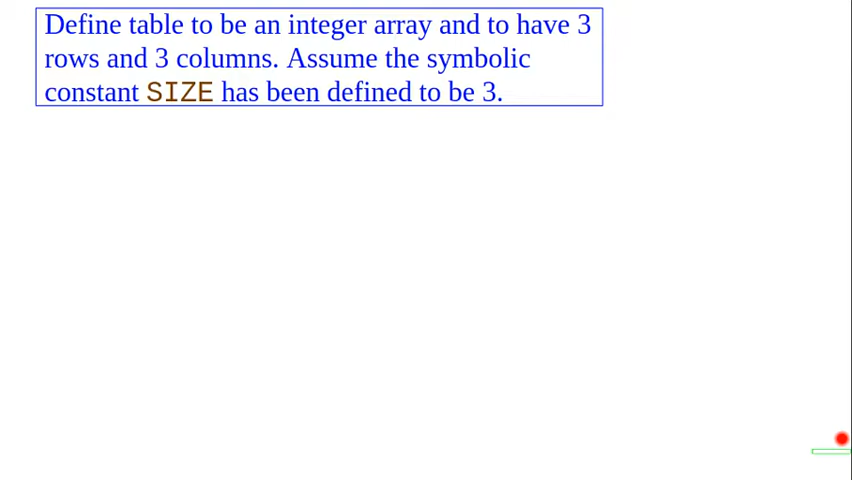 Define table to be an integer array and to have 3
rows and 3 columns. Assume the symbolic
constant SIZE has been defined to be 3.